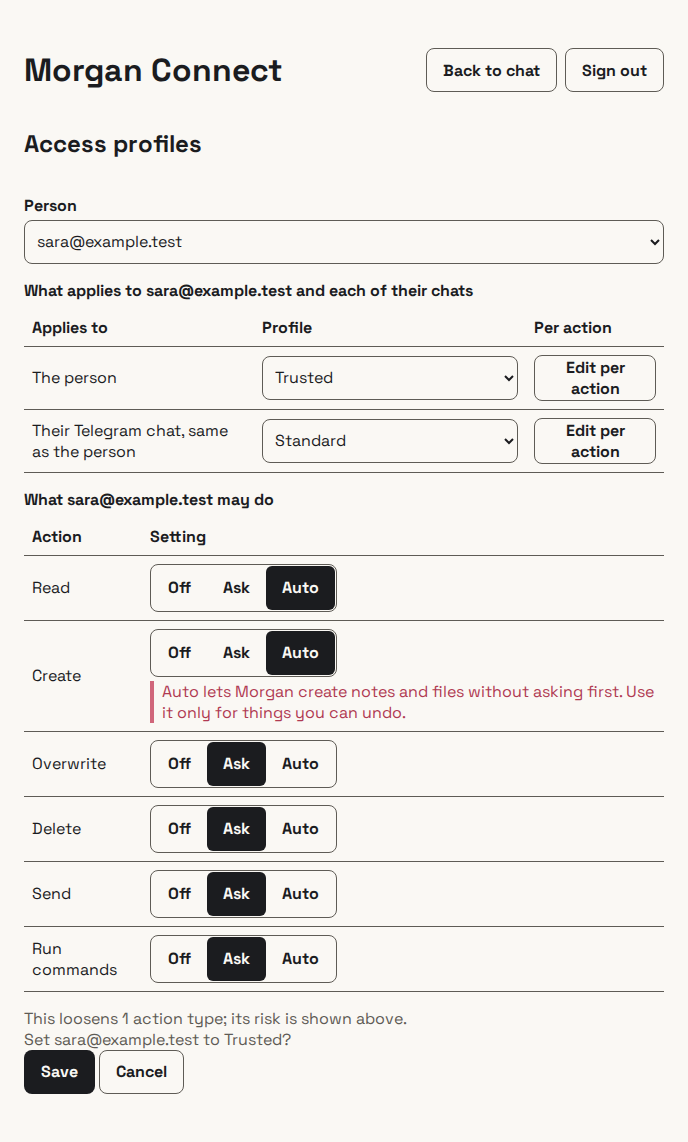 Morgan Connect
Back to chat
Sign out
Access profiles
Person
sara@example.test
What applies to sara@example.test and each of their chats
Applies to
Profile
Per action
The person
Trusted
Edit per
action
Their Telegram chat, same
as the person
Standard
Edit per
action
What sara@example.test may do
Action
Setting
Read
Off
Ask
Auto
Create
Off
Ask
Auto
Auto lets Morgan create notes and files without asking first. Use
it only for things you can undo.
Overwrite
Off
Ask
Auto
Delete
Off
Ask
Auto
Send
Off
Ask
Auto
Run
commands
Off
Ask
Auto
This loosens 1 action type; its risk is shown above.
Set sara@example.test to Trusted?
Save
Cancel